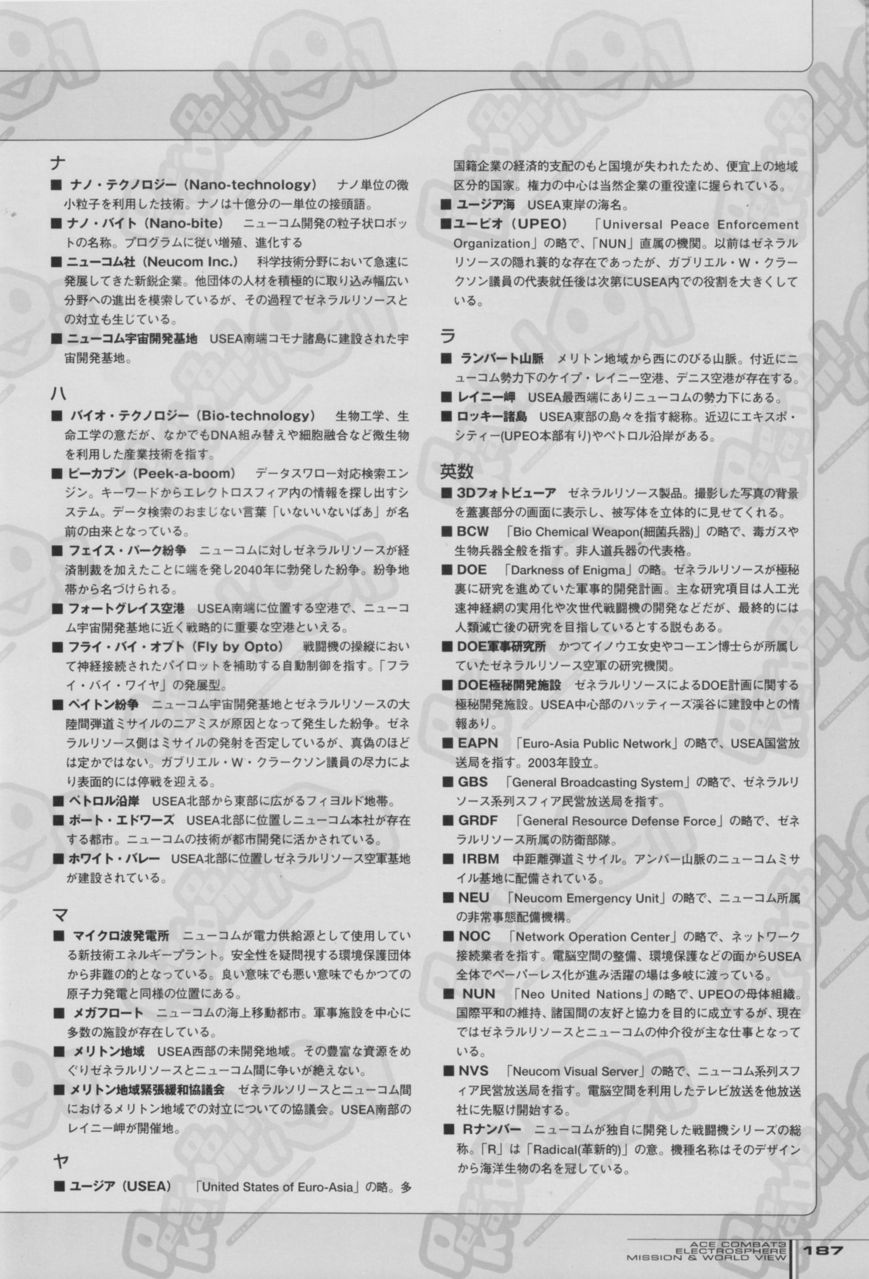 ナ
■ ナノ・テクノロジー（Nano-technology）　ナノ単位の微
小粒子を利用した技術。ナノは十億分の一単位の接頭語。
■ ナノ・バイト（Nano-bite）　ニューコム開発の粒子状ロボッ
トの名称。プログラムに従い増殖、進化する
■ ニューコム社（Neucom Inc.）　科学技術分野において急速に
発展してきた新鋭企業。他団体の人材を積極的に取り込み幅広い
分野への進出を模索しているが、その過程でゼネラルリソースと
の対立も生じている。
■ ニューコム宇宙開発基地　USEA南端コモナ諸島に建設された宇
宙開発基地。
ハ
■ バイオ・テクノロジー（Bio-technology）　生物工学、生
命工学の意だが、なかでもDNA組み替えや細胞融合など微生物
を利用した産業技術を指す。
■ ピーカブン（Peek-a-boom）　データスワロー対応検索エン
ジン。キーワードからエレクトロスフィア内の情報を探し出すシ
ステム。データ検索のおまじない言葉「いないいないばあ」が名
前の由来となっている。
■ フェイス・パーク紛争　ニューコムに対しゼネラルリソースが経
済制裁を加えたことに端を発し2040年に勃発した紛争。紛争地
帯から名づけられる。
■ フォートグレイス空港　USEA南端に位置する空港で、ニューコ
ム宇宙開発基地に近く戦略的に重要な空港といえる。
■ フライ・バイ・オプト（Fly by Opto）　戦闘機の操縦におい
て神経接続されたパイロットを補助する自動制御を指す。「フラ
イ・バイ・ワイヤ」の発展型。
■ ペイトン紛争　ニューコム宇宙開発基地とゼネラルリソースの大
陸間弾道ミサイルのニアミスが原因となって発生した紛争。ゼネ
ラルリソース側はミサイルの発射を否定しているが、真偽のほど
は定かではない。ガブリエル・W・クラークソン議員の尽力によ
り表面的には停戦を迎える。
■ ペトロル沿岸　USEA北部から東部に広がるフィヨルド地帯。
■ ポート・エドワーズ　USEA北部に位置しニューコム本社が存在
する都市。ニューコムの技術が都市開発に活かされている。
■ ホワイト・バレー　USEA北部に位置しゼネラルリソース空軍基地
が建設されている。
マ
■ マイクロ波発電所　ニューコムが電力供給源として使用してい
る新技術エネルギープラント。安全性を疑問視する環境保護団体
から非難の的となっている。良い意味でも悪い意味でもかつての
原子力発電と同様の位置にある。
■ メガフロート　ニューコムの海上移動都市。軍事施設を中心に
多数の施設が存在している。
■ メリトン地域　USEA西部の未開発地域。その豊富な資源をめ
ぐりゼネラルリソースとニューコム間に争いが絶えない。
■ メリトン地域緊張緩和協議会　ゼネラルソリースとニューコム間
におけるメリトン地域での対立についての協議会。USEA南部の
レイニー岬が開催地。
ヤ
■ ユージア（USEA）　「United States of Euro-Asia」の略。多
国籍企業の経済的支配のもと国境が失われたため、便宜上の地域
区分的国家。権力の中心は当然企業の重役達に握られている。
■ ユージア海　USEA東岸の海名。
■ユーピオ（UPEO）　「Universal Peace Enforcement
Organization」の略で、「NUN」直属の機関。以前はゼネラル
リソースの隠れ蓑的な存在であったが、ガブリエル・W・クラー
クソン議員の代表就任後は次第にUSEA内での役割を大きくして
いる。
ラ
■ ランバート山脈　メリトン地域から西にのびる山脈。付近にニ
ューコム勢力下のケイプ・レイニー空港、デニス空港が存在する。
■ レイニー岬　USEA最西端にありニューコムの勢力下にある。
■ ロッキー諸島　USEA東部の島々を指す総称。近辺にエキスポ・
シティー(UPEO本部有り)やペトロル沿岸がある。
英数
■ 3Dフォトビューア　ゼネラルリソース製品。撮影した写真の背景
を蓋裏部分の画面に表示し、被写体を立体的に見せてくれる。
■ BCW　「Bio Chemical Weapon(細菌兵器)」の略で、毒ガスや
生物兵器全般を指す。非人道兵器の代表格。
■ DOE　「Darkness of Enigma」の略。ゼネラルリソースが極秘
裏に研究を進めていた軍事的開発計画。主な研究項目は人工光
速神経網の実用化や次世代戦闘機の開発などだが、最終的には
人類滅亡後の研究を目指しているとする説もある。
■ DOE軍事研究所　かつてイノウエ女史やコーエン博士らが所属し
ていたゼネラルリソース空軍の研究機関。
■ DOE極秘開発施設　ゼネラルリソースによるDOE計画に関する
極秘開発施設。USEA中心部のハッティーズ渓谷に建設中との情
報あり。
■ EAPN　「Euro-Asia Public Network」の略で、USEA国営放
送局を指す。2003年設立。
■ GBS　「General Broadcasting System」の略で、ゼネラルリ
ソース系列スフィア民営放送局を指す。
■ GRDF　「General Resource Defense Force」の略で、ゼネ
ラルリソース所属の防衛部隊。
■ IRBM　中距離弾道ミサイル。アンバー山脈のニューコムミサ
イル基地に配備されている。
■ NEU　「Neucom Emergency Unit」の略で、ニューコム所属
の非常事態配備機構。
■ NOC　「Network Operation Center」の略で、ネットワーク
接続業者を指す。電脳空間の整備、環境保護などの面からUSEA
全体でペーパーレス化が進み活躍の場は多岐に渡っている。
■ NUN　「Neo United Nations」の略で、UPEOの母体組織。
国際平和の維持、諸国間の友好と協力を目的に成立するが、現在
ではゼネラルリソースとニューコムの仲介役が主な仕事となって
いる。
■ NVS　「Neucom Visual Server」の略で、ニューコム系列スフ
ィア民営放送局を指す。電脳空間を利用したテレビ放送を他放送
社に先駆け開始する。
■ Rナンバー　ニューコムが独自に開発した戦闘機シリーズの総
称。「R」は「Radical(革新的)」の意。機種名称はそのデザイン
から海洋生物の名を冠している。
ACE COMBAT3
ELECTROSPHERE
MISSION & WORLD VIEW
187